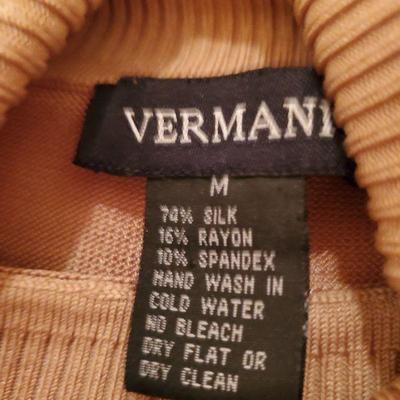 VERMANI
M
74% SILK
16% RAYON
10% SPANDEX
HAND WASH IN
COLD WATER
NO BLEACH
DRY FLAT OR
DRY CLEAN